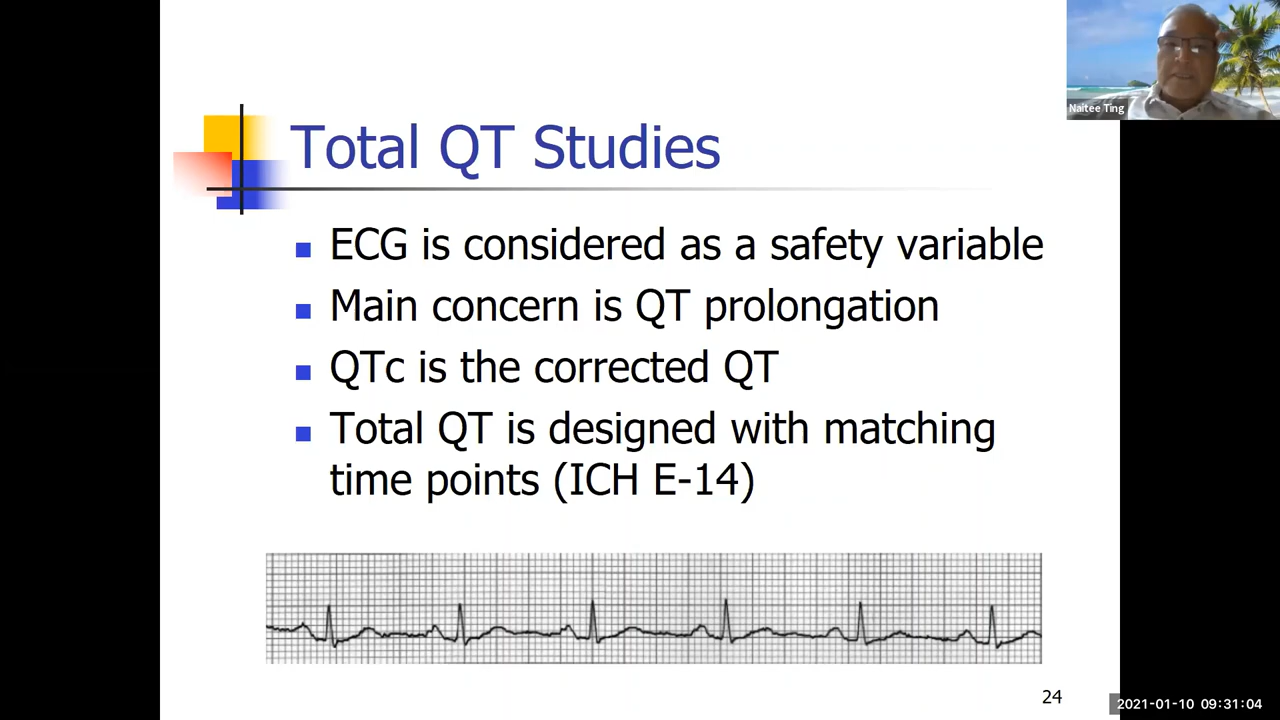 Naitee Ting
Total QT Studies
ECG is considered as a safety variable
Main concern is QT prolongation
QTc is the corrected QT
Total QT is designed with matching
time points (ICH E-14)
24
2021-01-10 09:31:04